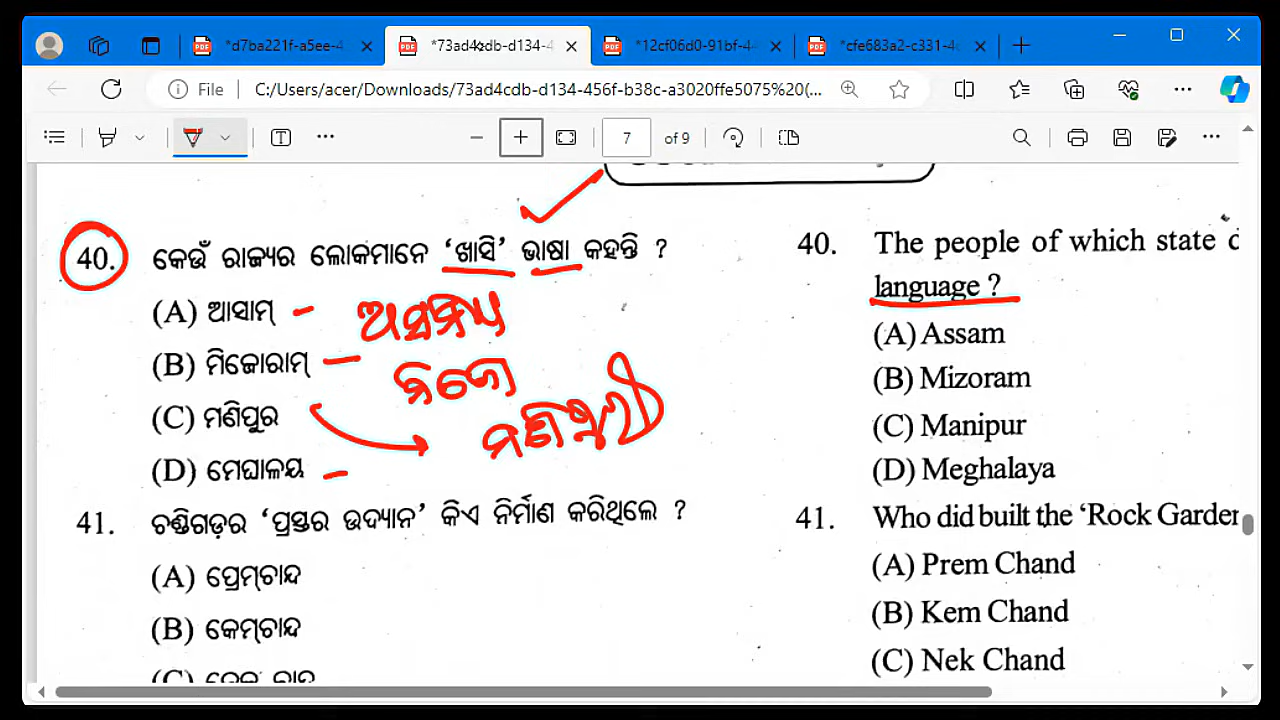 *d7ba221f-a5ee-4
*73ad4cdb-d134-4
*12cf06d0-91bf-44
*cfe683a2-c331-4c
File
C:/Users/acer/Downloads/73ad4cdb-d134-456f-b38c-a3020ffe5075%20(...
7 of 9
40. କେଉଁ ରାଜ୍ୟର ଲୋକମାନେ ‘ଖାସି’ ଭାଷା କହନ୍ତି ?
(A) ଆସାମ୍
(B) ମିଜୋରାମ୍
(C) ମଣିପୁର
(D) ମେଘାଳୟ
ମିଜୋ
ମଣିପୁରୀ
41. ଚଣ୍ଡିଗଡ଼ର ‘ପ୍ରସ୍ତର ଉଦ୍ୟାନ’ କିଏ ନିର୍ମାଣ କରିଥିଲେ ?
(A) ପ୍ରେମ୍‌ଚାନ୍ଦ
(B) କେମ୍‌ଚାନ୍ଦ
40. The people of which state
language ?
(A) Assam
(B) Mizoram
(C) Manipur
(D) Meghalaya
41. Who did built the ‘Rock Garden
(A) Prem Chand
(B) Kem Chand
(C) Nek Chand